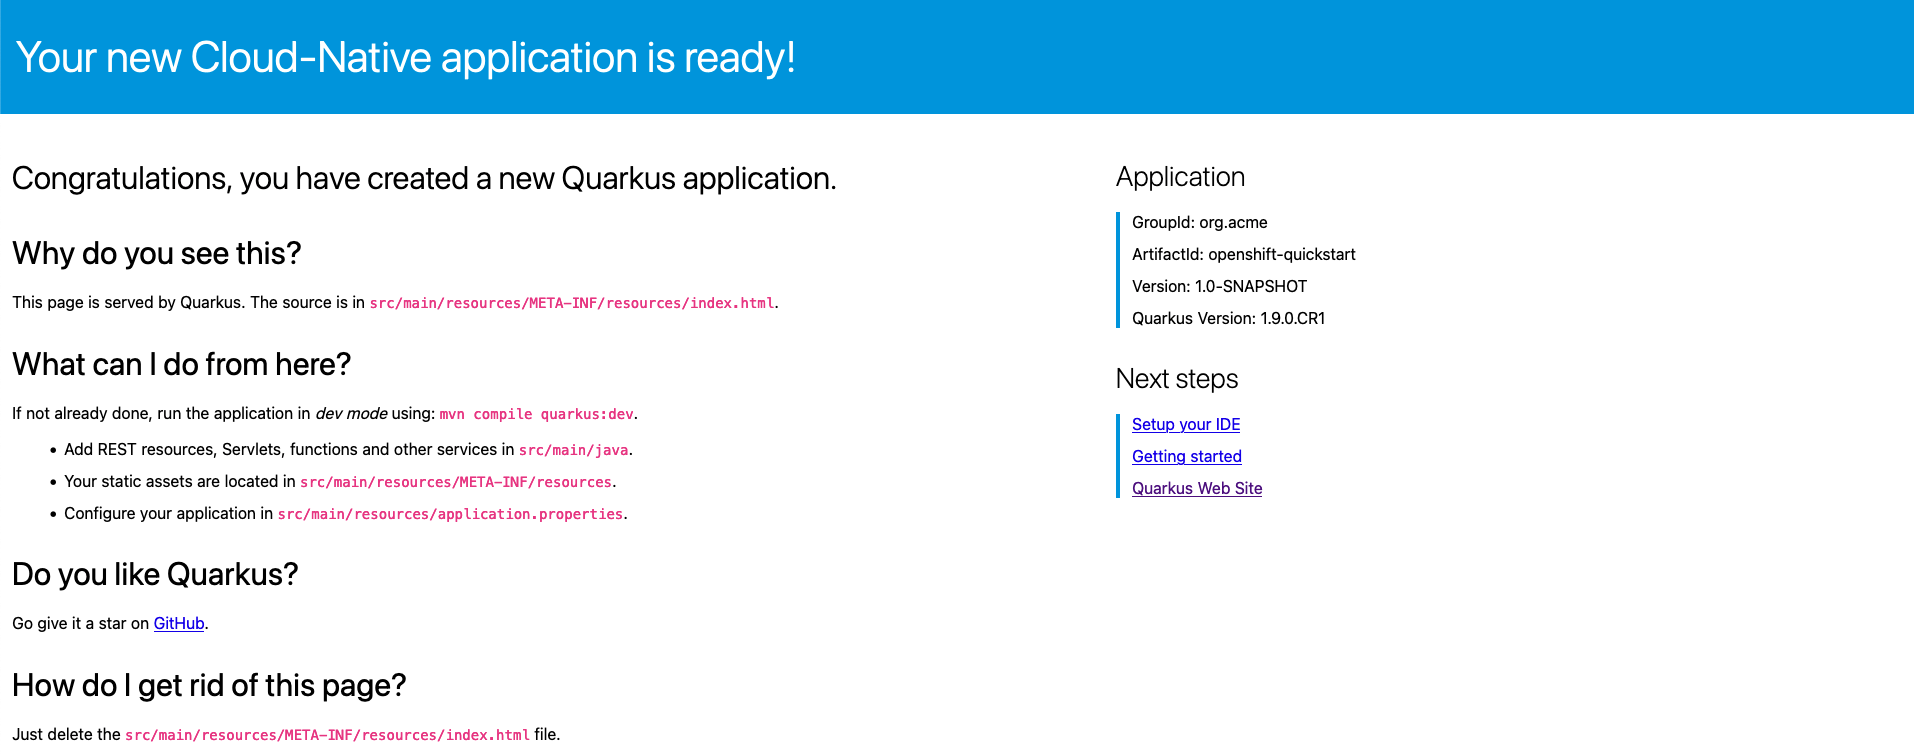 Your new Cloud-Native application is ready!
Congratulations, you have created a new Quarkus application.
Why do you see this?
This page is served by Quarkus. The source is in src/main/resources/META-INF/resources/index.html.
What can I do from here?
If not already done, run the application in dev mode using: mvn compile quarkus:dev.
• Add REST resources, Servlets, functions and other services in src/main/java.
• Your static assets are located in src/main/resources/META-INF/resources.
• Configure your application in src/main/resources/application.properties.
Do you like Quarkus?
Go give it a star on GitHub.
How do I get rid of this page?
Just delete the src/main/resources/META-INF/resources/index.html file.
Application
GroupId: org.acme
ArtifactId: openshift-quickstart
Version: 1.0-SNAPSHOT
Quarkus Version: 1.9.0.CR1
Next steps
Setup your IDE
Getting started
Quarkus Web Site